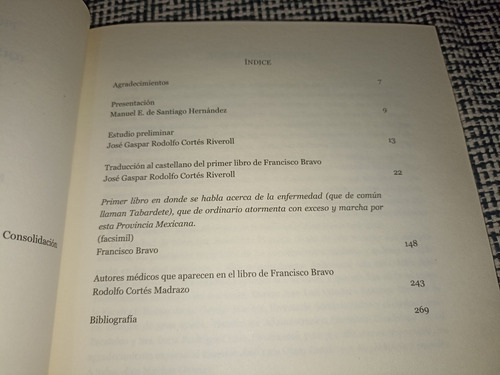 Consolidación
ÍNDICE
Agradecimientos 7
Presentación
Manuel E. de Santiago Hernández 9
Estudio preliminar
José Gaspar Rodolfo Cortés Riveroll 13
Traducción al castellano del primer libro de Francisco Bravo
José Gaspar Rodolfo Cortés Riveroll 22
Primer libro en donde se habla acerca de la enfermedad (que de común
llaman Tabardete), que de ordinario atormenta con exceso y marcha por
esta Provincia Mexicana.
(facsímil)
Francisco Bravo 148
Autores médicos que aparecen en el libro de Francisco Bravo
Rodolfo Cortés Madrazo 243
Bibliografía 269